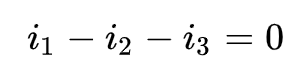 i₁ − i₂ − i₃ = 0